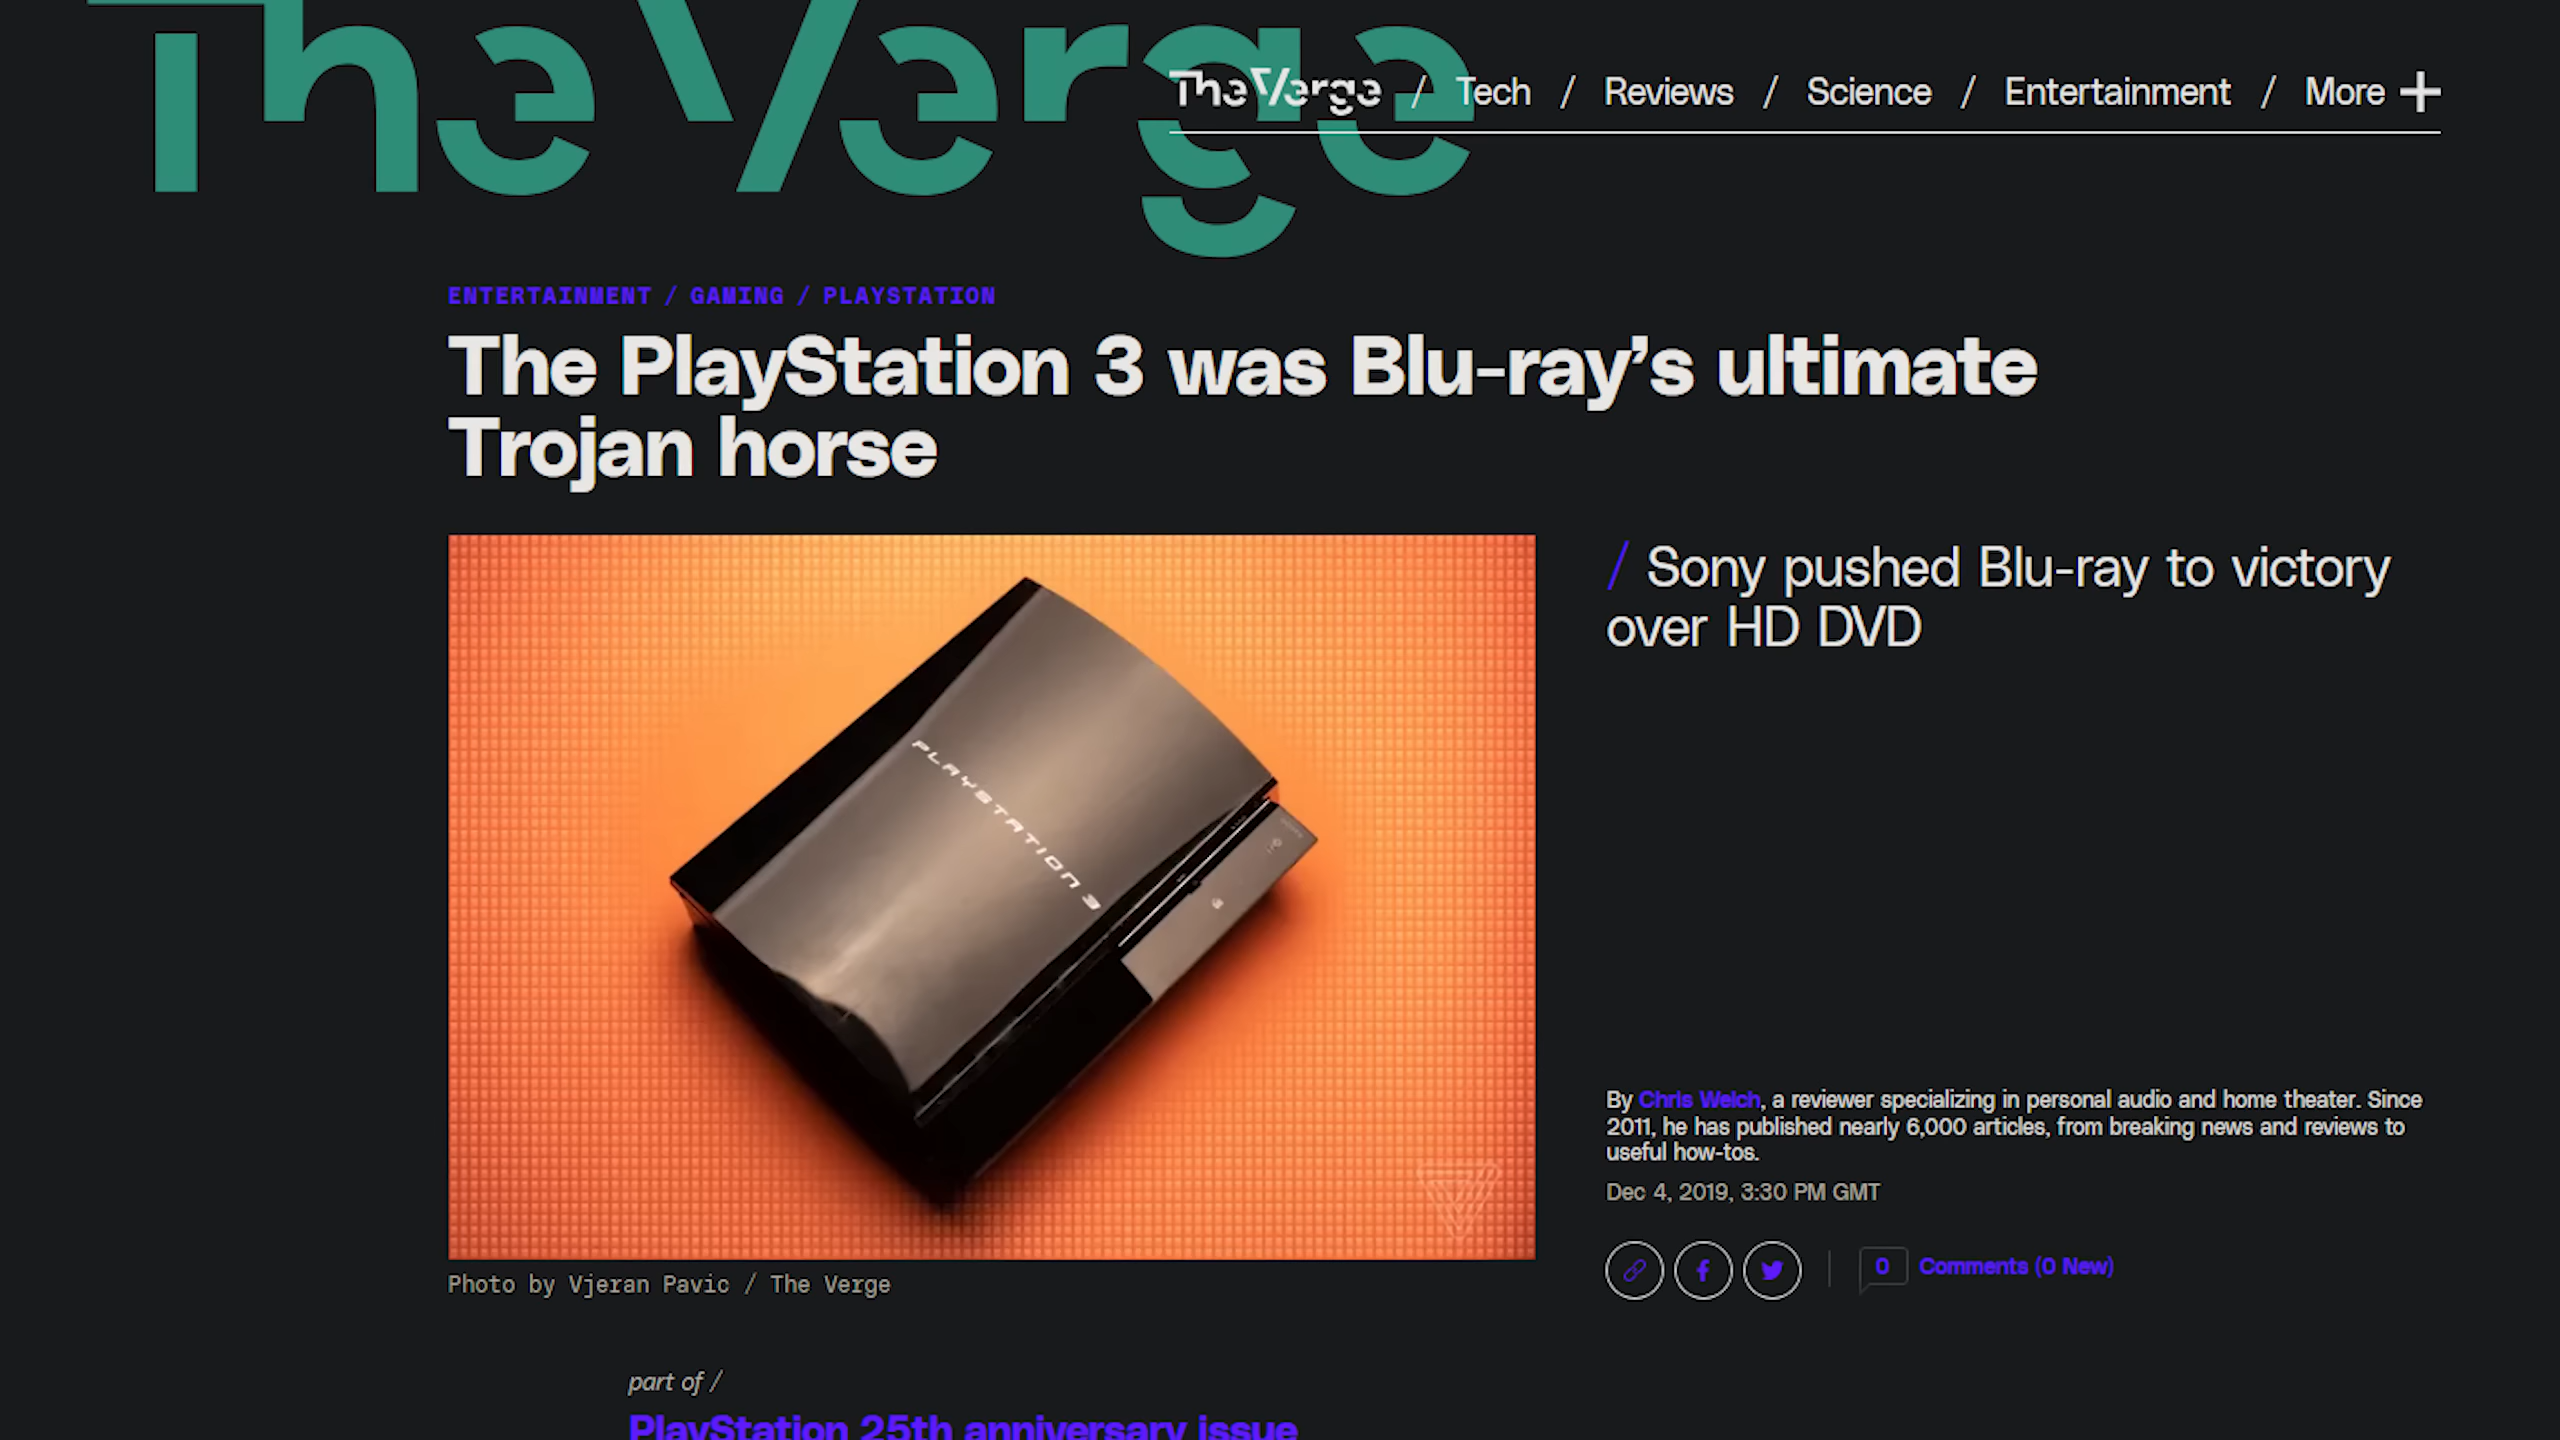 The Verge
The Verge / Tech / Reviews / Science / Entertainment / More +
ENTERTAINMENT / GAMING / PLAYSTATION
The PlayStation 3 was Blu-ray’s ultimate
Trojan horse
/ Sony pushed Blu-ray to victory
over HD DVD
PLAYSTATION 3
By Chris Welch, a reviewer specializing in personal audio and home theater. Since
2011, he has published nearly 6,000 articles, from breaking news and reviews to
useful how-tos.
Dec 4, 2019, 3:30 PM GMT
0 Comments (0 New)
Photo by Vjeran Pavic / The Verge
part of /
PlayStation 25th anniversary issue